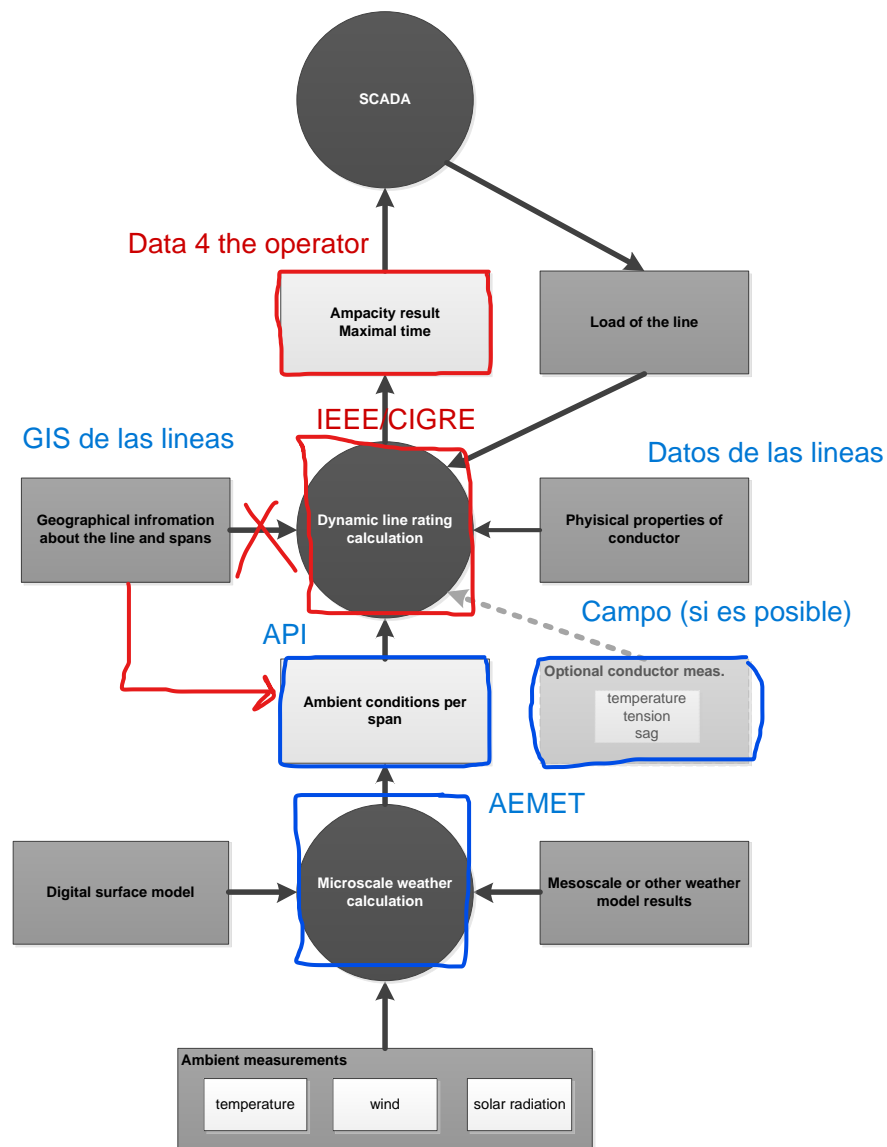 SCADA
Data 4 the operator
Ampacity result
Maximal time
Load of the line
IEEE/CIGRE
GIS de las lineas
Datos de las lineas
Geographical infromation
about the line and spans
Dynamic line rating
calculation
Phyisical properties of
conductor
API
Campo (si es posible)
Ambient conditions per
span
Optional conductor meas.
temperature
tension
sag
AEMET
Digital surface model
Microscale weather
calculation
Mesoscale or other weather
model results
Ambient measurements
temperature
wind
solar radiation